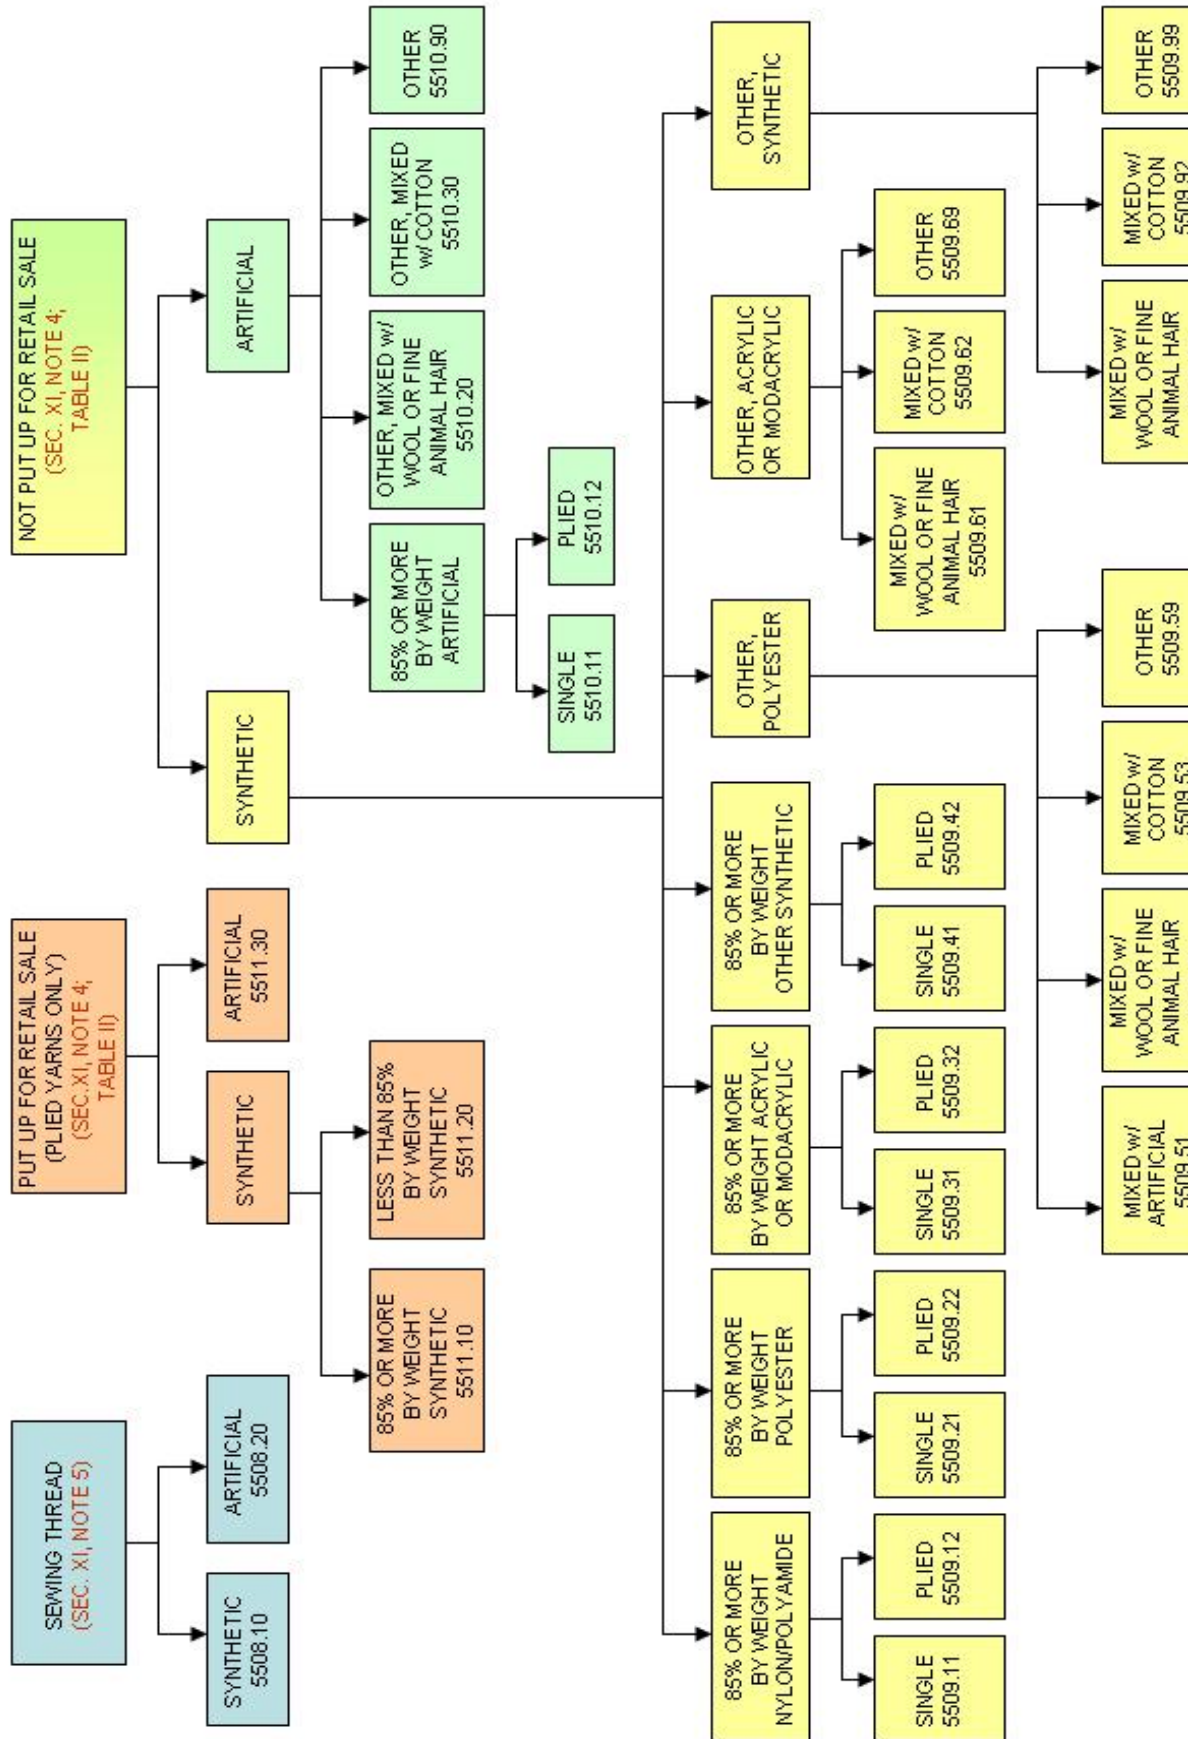 SEWING THREAD
(SEC. XI, NOTE 5)
PUT UP FOR RETAIL SALE
(PLIED YARNS ONLY)
(SEC.XI, NOTE 4;
TABLE II)
NOT PUT UP FOR RETAIL SALE
(SEC. XI, NOTE 4;
TABLE II)
SYNTHETIC
5508.10
ARTIFICIAL
5508.20
SYNTHETIC
ARTIFICIAL
5511.30
SYNTHETIC
ARTIFICIAL
85% OR MORE
BY WEIGHT
SYNTHETIC
5511.10
LESS THAN 85%
BY WEIGHT
SYNTHETIC
5511.20
85% OR MORE
BY WEIGHT
ARTIFICIAL
OTHER, MIXED w/
WOOL OR FINE
ANIMAL HAIR
5510.20
OTHER, MIXED
w/ COTTON
5510.30
OTHER
5510.90
SINGLE
5510.11
PLIED
5510.12
85% OR MORE
BY WEIGHT
NYLON/POLYAMIDE
85% OR MORE
BY WEIGHT
POLYESTER
85% OR MORE
BY WEIGHT ACRYLIC
OR MODACRYLIC
85% OR MORE
BY WEIGHT
OTHER SYNTHETIC
OTHER,
POLYESTER
OTHER, ACRYLIC
OR MODACRYLIC
OTHER,
SYNTHETIC
SINGLE
5509.11
PLIED
5509.12
SINGLE
5509.21
PLIED
5509.22
SINGLE
5509.31
PLIED
5509.32
SINGLE
5509.41
PLIED
5509.42
MIXED w/
WOOL OR FINE
ANIMAL HAIR
5509.61
MIXED w/
COTTON
5509.62
OTHER
5509.69
MIXED w/
ARTIFICIAL
5509.51
MIXED w/
WOOL OR FINE
ANIMAL HAIR
MIXED w/
COTTON
5509.53
OTHER
5509.59
MIXED w/
WOOL OR FINE
ANIMAL HAIR
MIXED w/
COTTON
5509.92
OTHER
5509.99